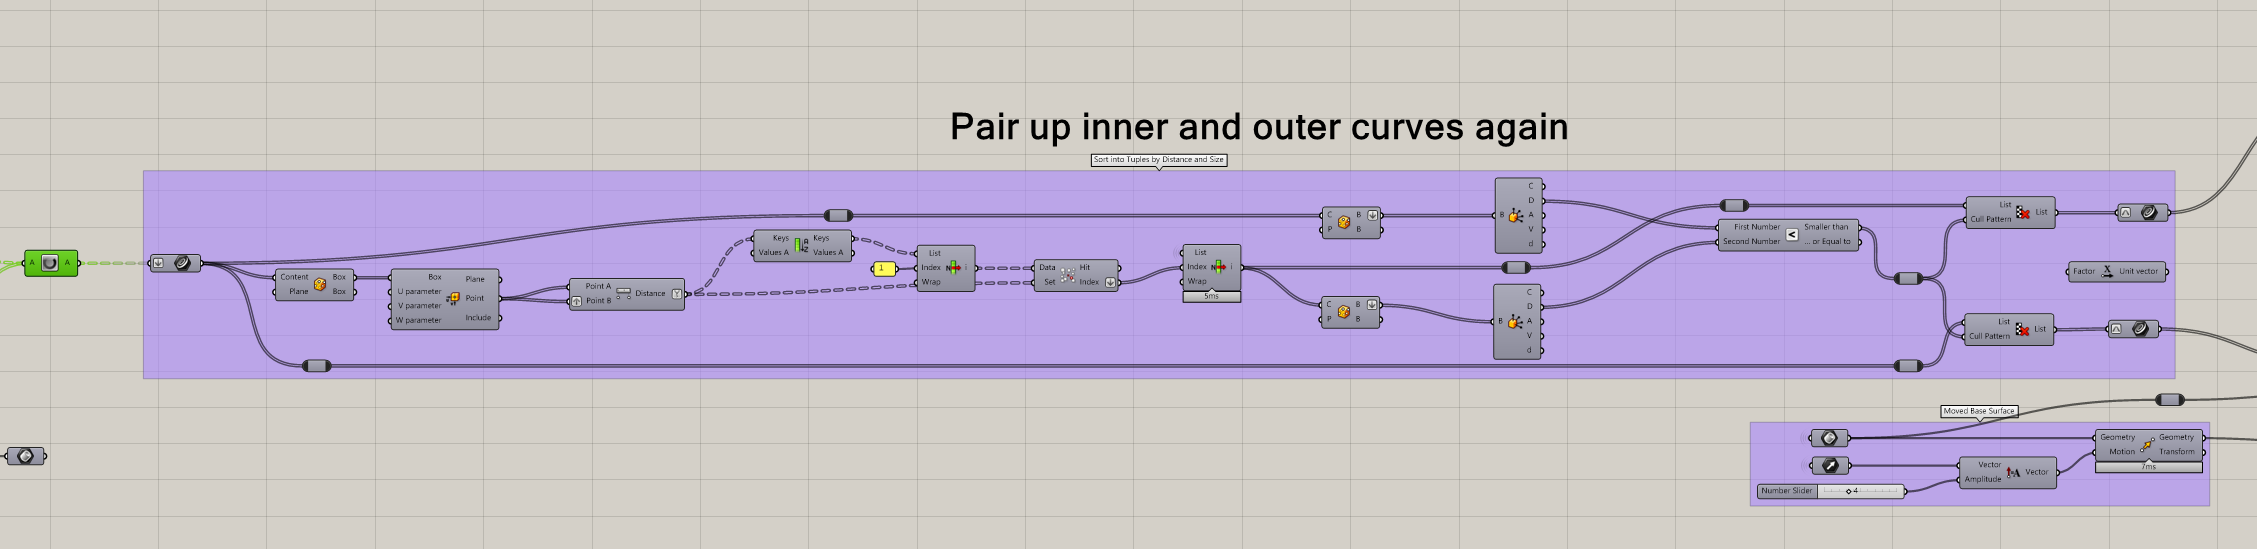 Pair up inner and outer curves again
Sort into Tuples by Distance and Size
A A
Content Box
Plane Box
Box Plane
U parameter
Point
V parameter
W parameter Include
Point A
Point B Distance
Keys Keys
Values A Values A
1
List
Index i
Wrap
Data Hit
Set Index
List
Index i
Wrap
5ms
C B
P B
C B
P B
C
D
B A
V
d
C
D
B A
V
d
First Number Smaller than
Second Number ... or Equal to
List
Cull Pattern List
List
Cull Pattern List
Factor Unit vector
Moved Base Surface
Number Slider 4
Vector
Amplitude Vector
Geometry Geometry
Motion Transform
7ms